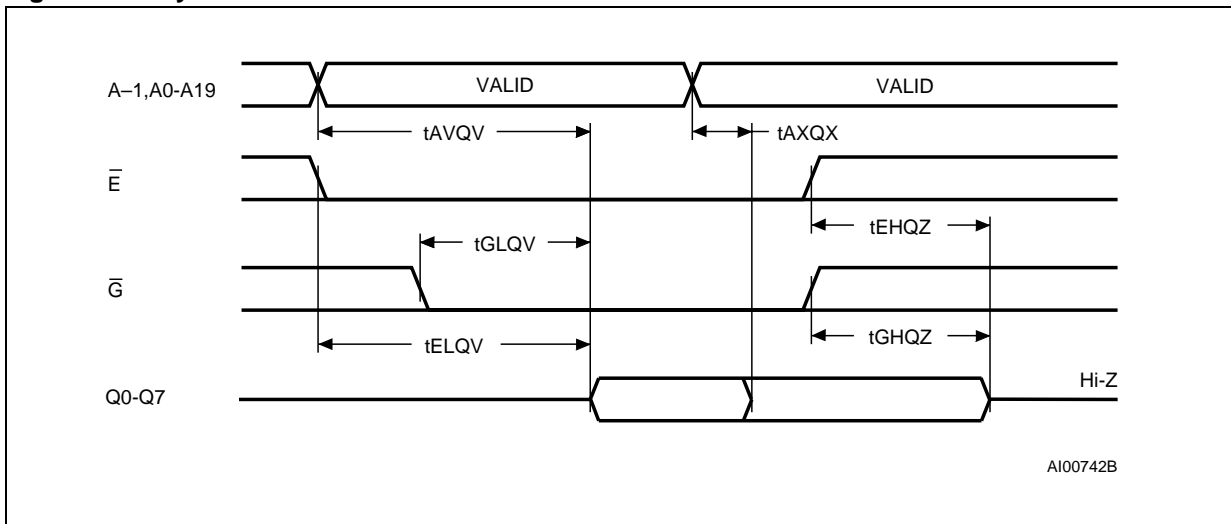 A–1,A0-A19
VALID
VALID
tAVQV
tAXQX
E̅
tEHQZ
tGLQV
G̅
tGHQZ
tELQV
Hi-Z
Q0-Q7
AI00742B